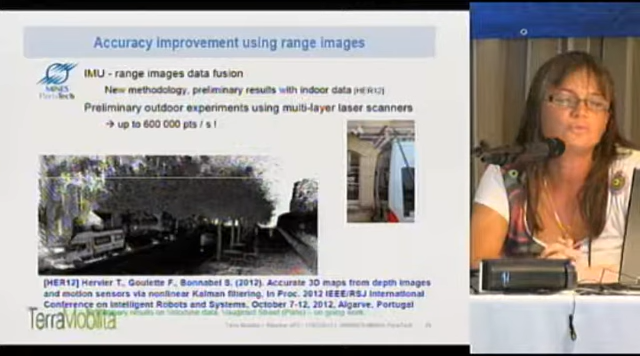 Accuracy improvement using range images
MINES
ParisTech
IMU - range images data fusion
New methodology, preliminary results with indoor data [HER12]
Preliminary outdoor experiments using multi-layer laser scanners
→ up to 600 000 pts / s !
[HER12] Hervier T., Goulette F., Bonnabel S. (2012). Accurate 3D maps from depth images
and motion sensors via nonlinear Kalman filtering, In Proc. 2012 IEEE/RSJ International
Conference on Intelligent Robots and Systems, October 7-12, 2012, Algarve, Portugal
TerraMobilita